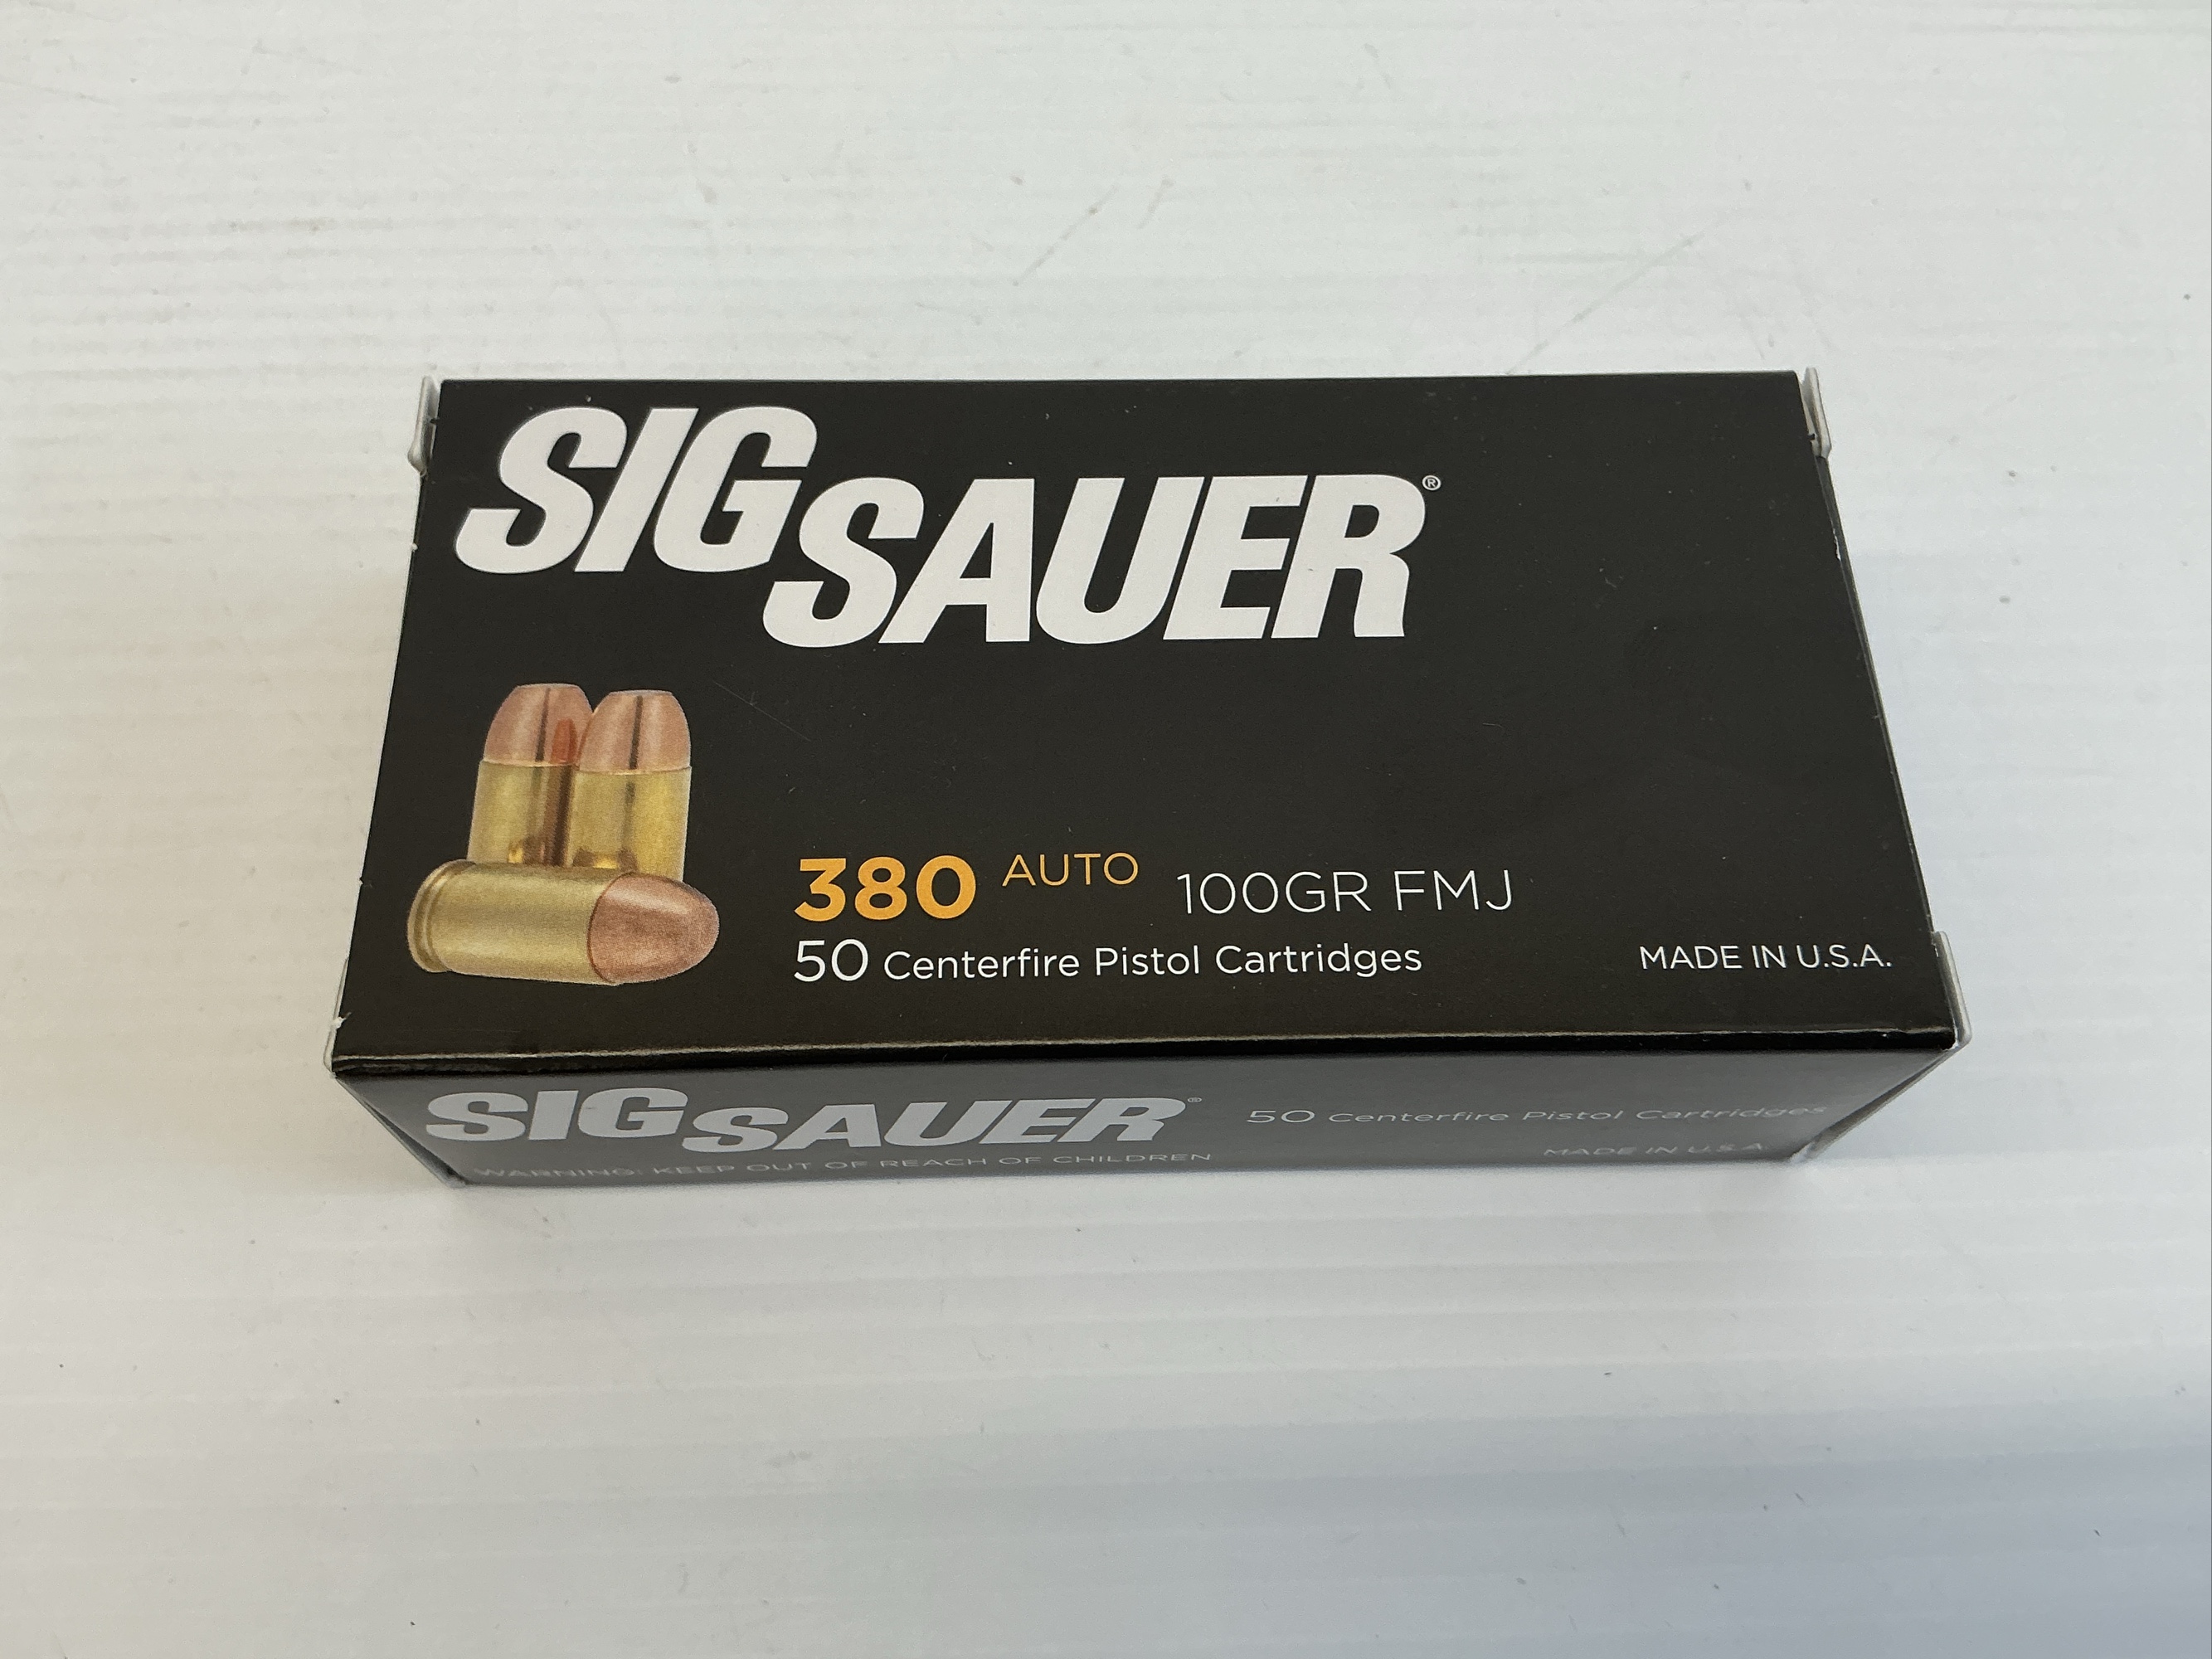 SIG SAUER®
380 AUTO 100GR FMJ
50 Centerfire Pistol Cartridges
MADE IN U.S.A.
SIG SAUER®
50 Centerfire Pistol Cartridges
WARNING: KEEP OUT OF REACH OF CHILDREN
MADE IN U.S.A.